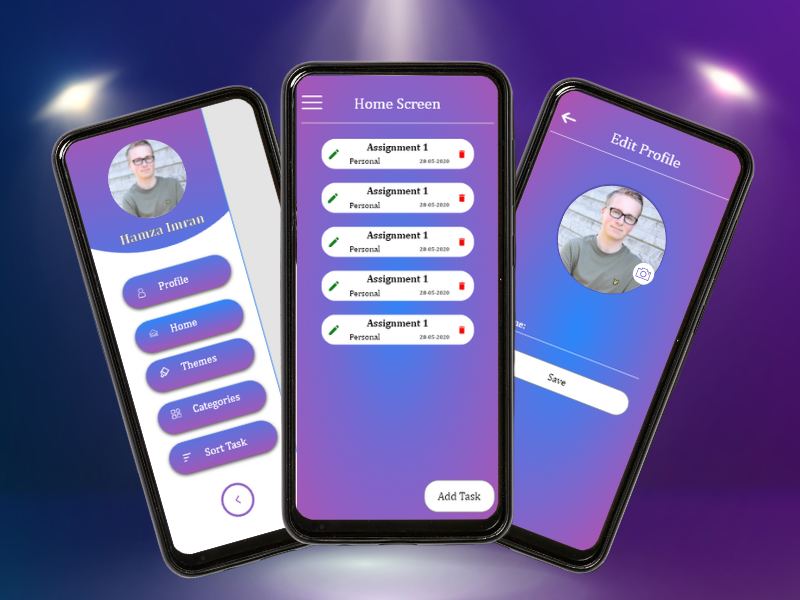 Hamza Imran
Profile
Home
Themes
Categories
Sort Task
Home Screen
Assignment 1
Personal 28-05-2020
Assignment 1
Personal 28-05-2020
Assignment 1
Personal 28-05-2020
Assignment 1
Personal 28-05-2020
Assignment 1
Personal 28-05-2020
Add Task
Edit Profile
Save